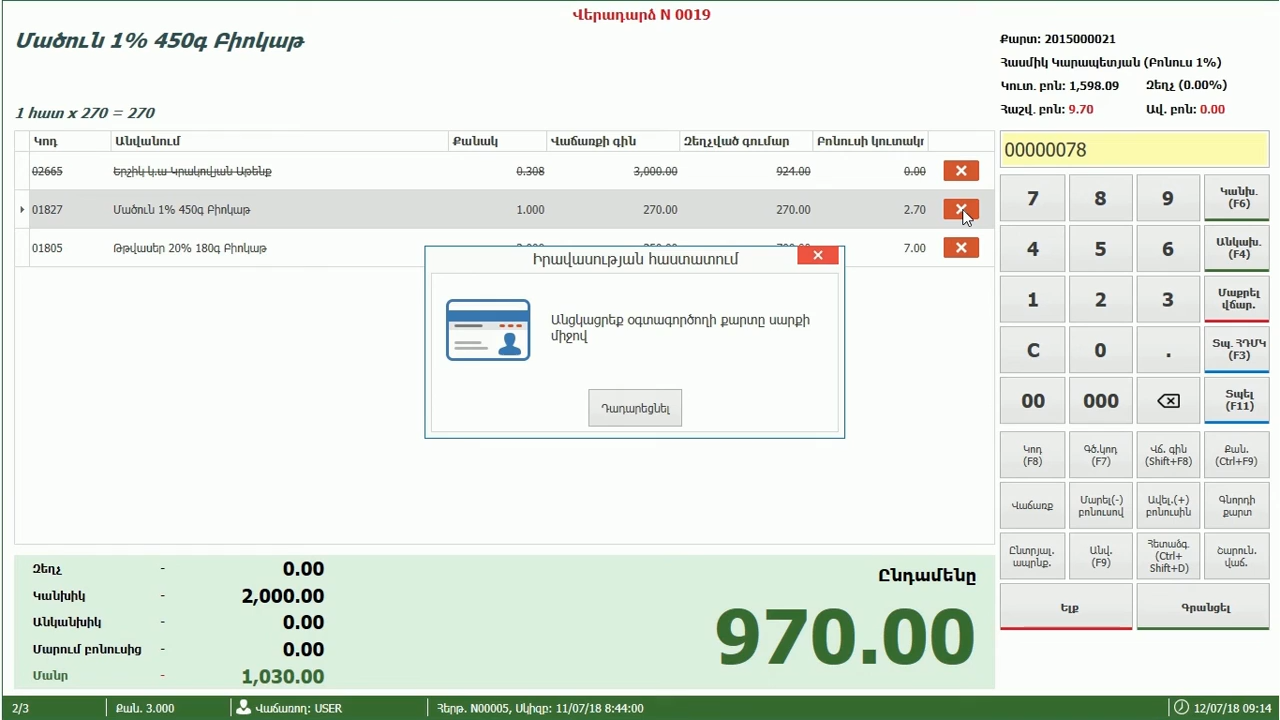 Վերադարձ N 0019
Մածուն 1% 450գ Բիոկաթ
1 հատ x 270 = 270
Քարտ: 2015000021
Հասմիկ Կարապետյան (Բոնուս 1%)
Կուտ. բոն: 1,598.09 Զեղչ (0.00%)
Հաշվ. բոն: 9.70 Ավ. բոն: 0.00
Կոդ Անվանում Քանակ Վաճառքի գին Զեղչված գումար Բոնուսի կուտակր
02665 Երշիկ կ.ա Կրակովյան Աթենք 0.308 3,000.00 924.00 0.00
01827 Մածուն 1% 450գ Բիոկաթ 1.000 270.00 270.00 2.70
01805 Թթվասեր 20% 180գ Բիոկաթ 7.00
Իրավասության հաստատում
Անցկացրեք օգտագործողի քարտը սարքի
միջով
Դադարեցնել
00000078
7 8 9 Կանխ.
(F6)
4 5 6 Անկախ.
(F4)
1 2 3 Մաքրել
վճար.
C 0 . Տպ. ՀԴՄԿ
(F3)
00 000 Տպել
(F11)
Կոդ
(F8)
Գծ.կոդ
(F7)
Վճ. գին
(Shift+F8)
Քան.
(Ctrl+F9)
Վաճառք
Մարել(-)
բոնուսով
Ավել.(+)
բոնուսին
Գնորդի
քարտ
Ընտրյալ.
ապրնք.
Անվ.
(F9)
Հետաձգ.
(Ctrl+
Shift+D)
Շարուն.
վաճ.
Ելք
Գրանցել
Զեղչ - 0.00
Կանխիկ - 2,000.00
Անկանխիկ - 0.00
Մարում բոնուսից - 0.00
Մանր - 1,030.00
Ընդամենը
970.00
2/3 Քան. 3.000 Վաճառող: USER Հերթ. N00005, Սկիզբ: 11/07/18 8:44:00 12/07/18 09:14